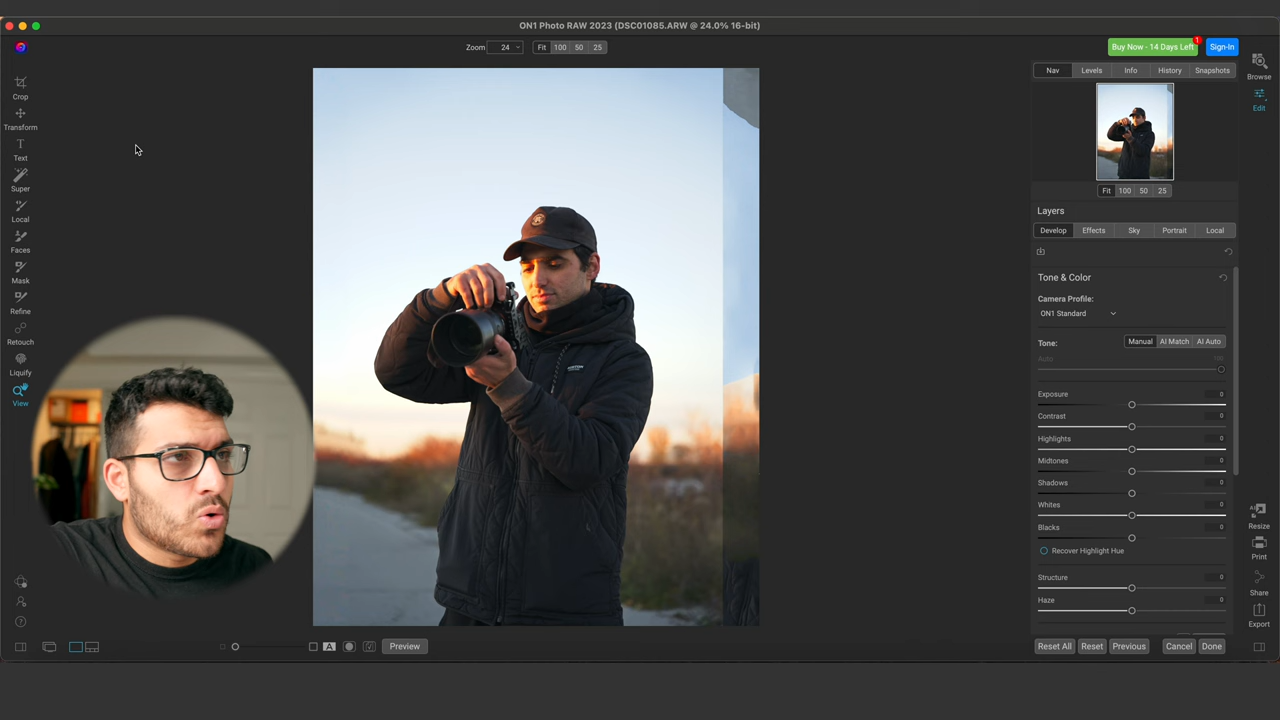 ON1 Photo RAW 2023 (DSC01085.ARW @ 24.0% 16-bit)
Zoom 24 Fit 100 50 25
Buy Now - 14 Days Left 1 Sign-In
Crop
Transform
Text
Super
Local
Faces
Mask
Refine
Retouch
Liquify
View
Nav Levels Info History Snapshots
Fit 100 50 25
Layers
Develop Effects Sky Portrait Local
Tone & Color
Camera Profile:
ON1 Standard
Tone: Manual AI Match AI Auto
Auto 100
Exposure 0
Contrast 0
Highlights 0
Midtones 0
Shadows 0
Whites 0
Blacks 0
Recover Highlight Hue
Structure 0
Haze 0
Browse
Edit
Resize
Print
Share
Export
? A Preview
Reset All Reset Previous Cancel Done